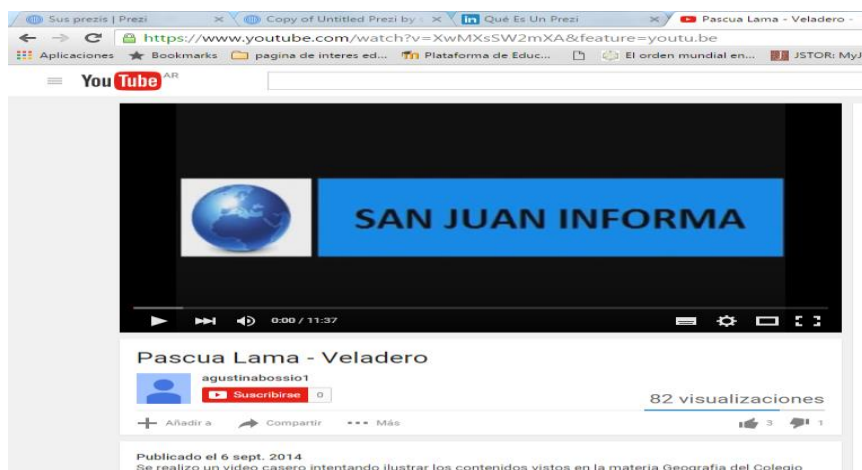 Sus prezis | Prezi
Copy of Untitled Prezi by
Qué Es Un Prezi
Pascua Lama - Veladero -
https://www.youtube.com/watch?v=XwMXsSW2mXA&feature=youtu.be
Aplicaciones Bookmarks pagina de interes ed... Plataforma de Educ... El orden mundial en... JSTOR: MyJ
YouTube AR
SAN JUAN INFORMA
0:00 / 11:37
Pascua Lama - Veladero
agustinabossio1
Suscribirse 0
82 visualizaciones
Añadir a Compartir Más 3 1
Publicado el 6 sept. 2014
Se realizo un video casero intentando ilustrar los contenidos vistos en la materia Geografia del Colegio